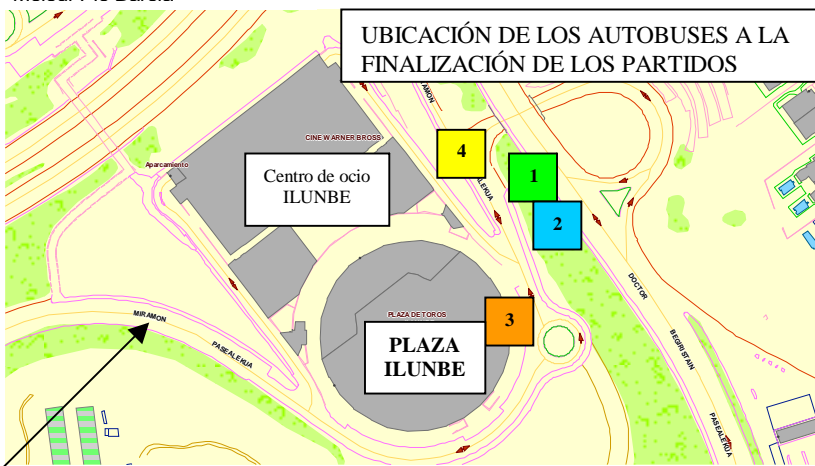 UBICACIÓN DE LOS AUTOBUSES A LA
FINALIZACIÓN DE LOS PARTIDOS
CINE WARNER BROSS
Aparcamiento
Centro de ocio
ILUNBE
4
1
2
3
PLAZA DE TOROS
PLAZA
ILUNBE
MIRAMON
PASEALEKUA
DOCTOR
BEGIRISTAIN
PASEALEKUA